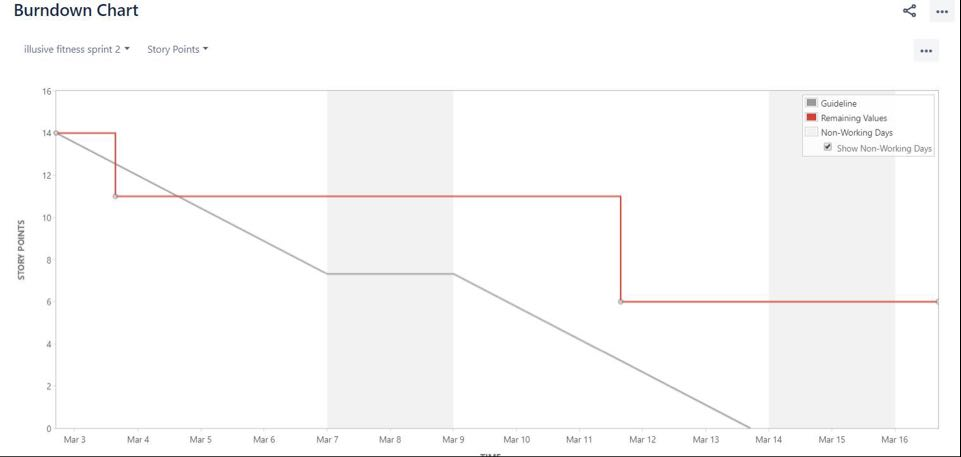 Burndown Chart
illusive fitness sprint 2 Story Points
16
Guideline
Remaining Values
Non-Working Days
Show Non-Working Days
14
12
10
8
6
4
2
0
STORY POINTS
Mar 3 Mar 4 Mar 5 Mar 6 Mar 7 Mar 8 Mar 9 Mar 10 Mar 11 Mar 12 Mar 13 Mar 14 Mar 15 Mar 16
TIME